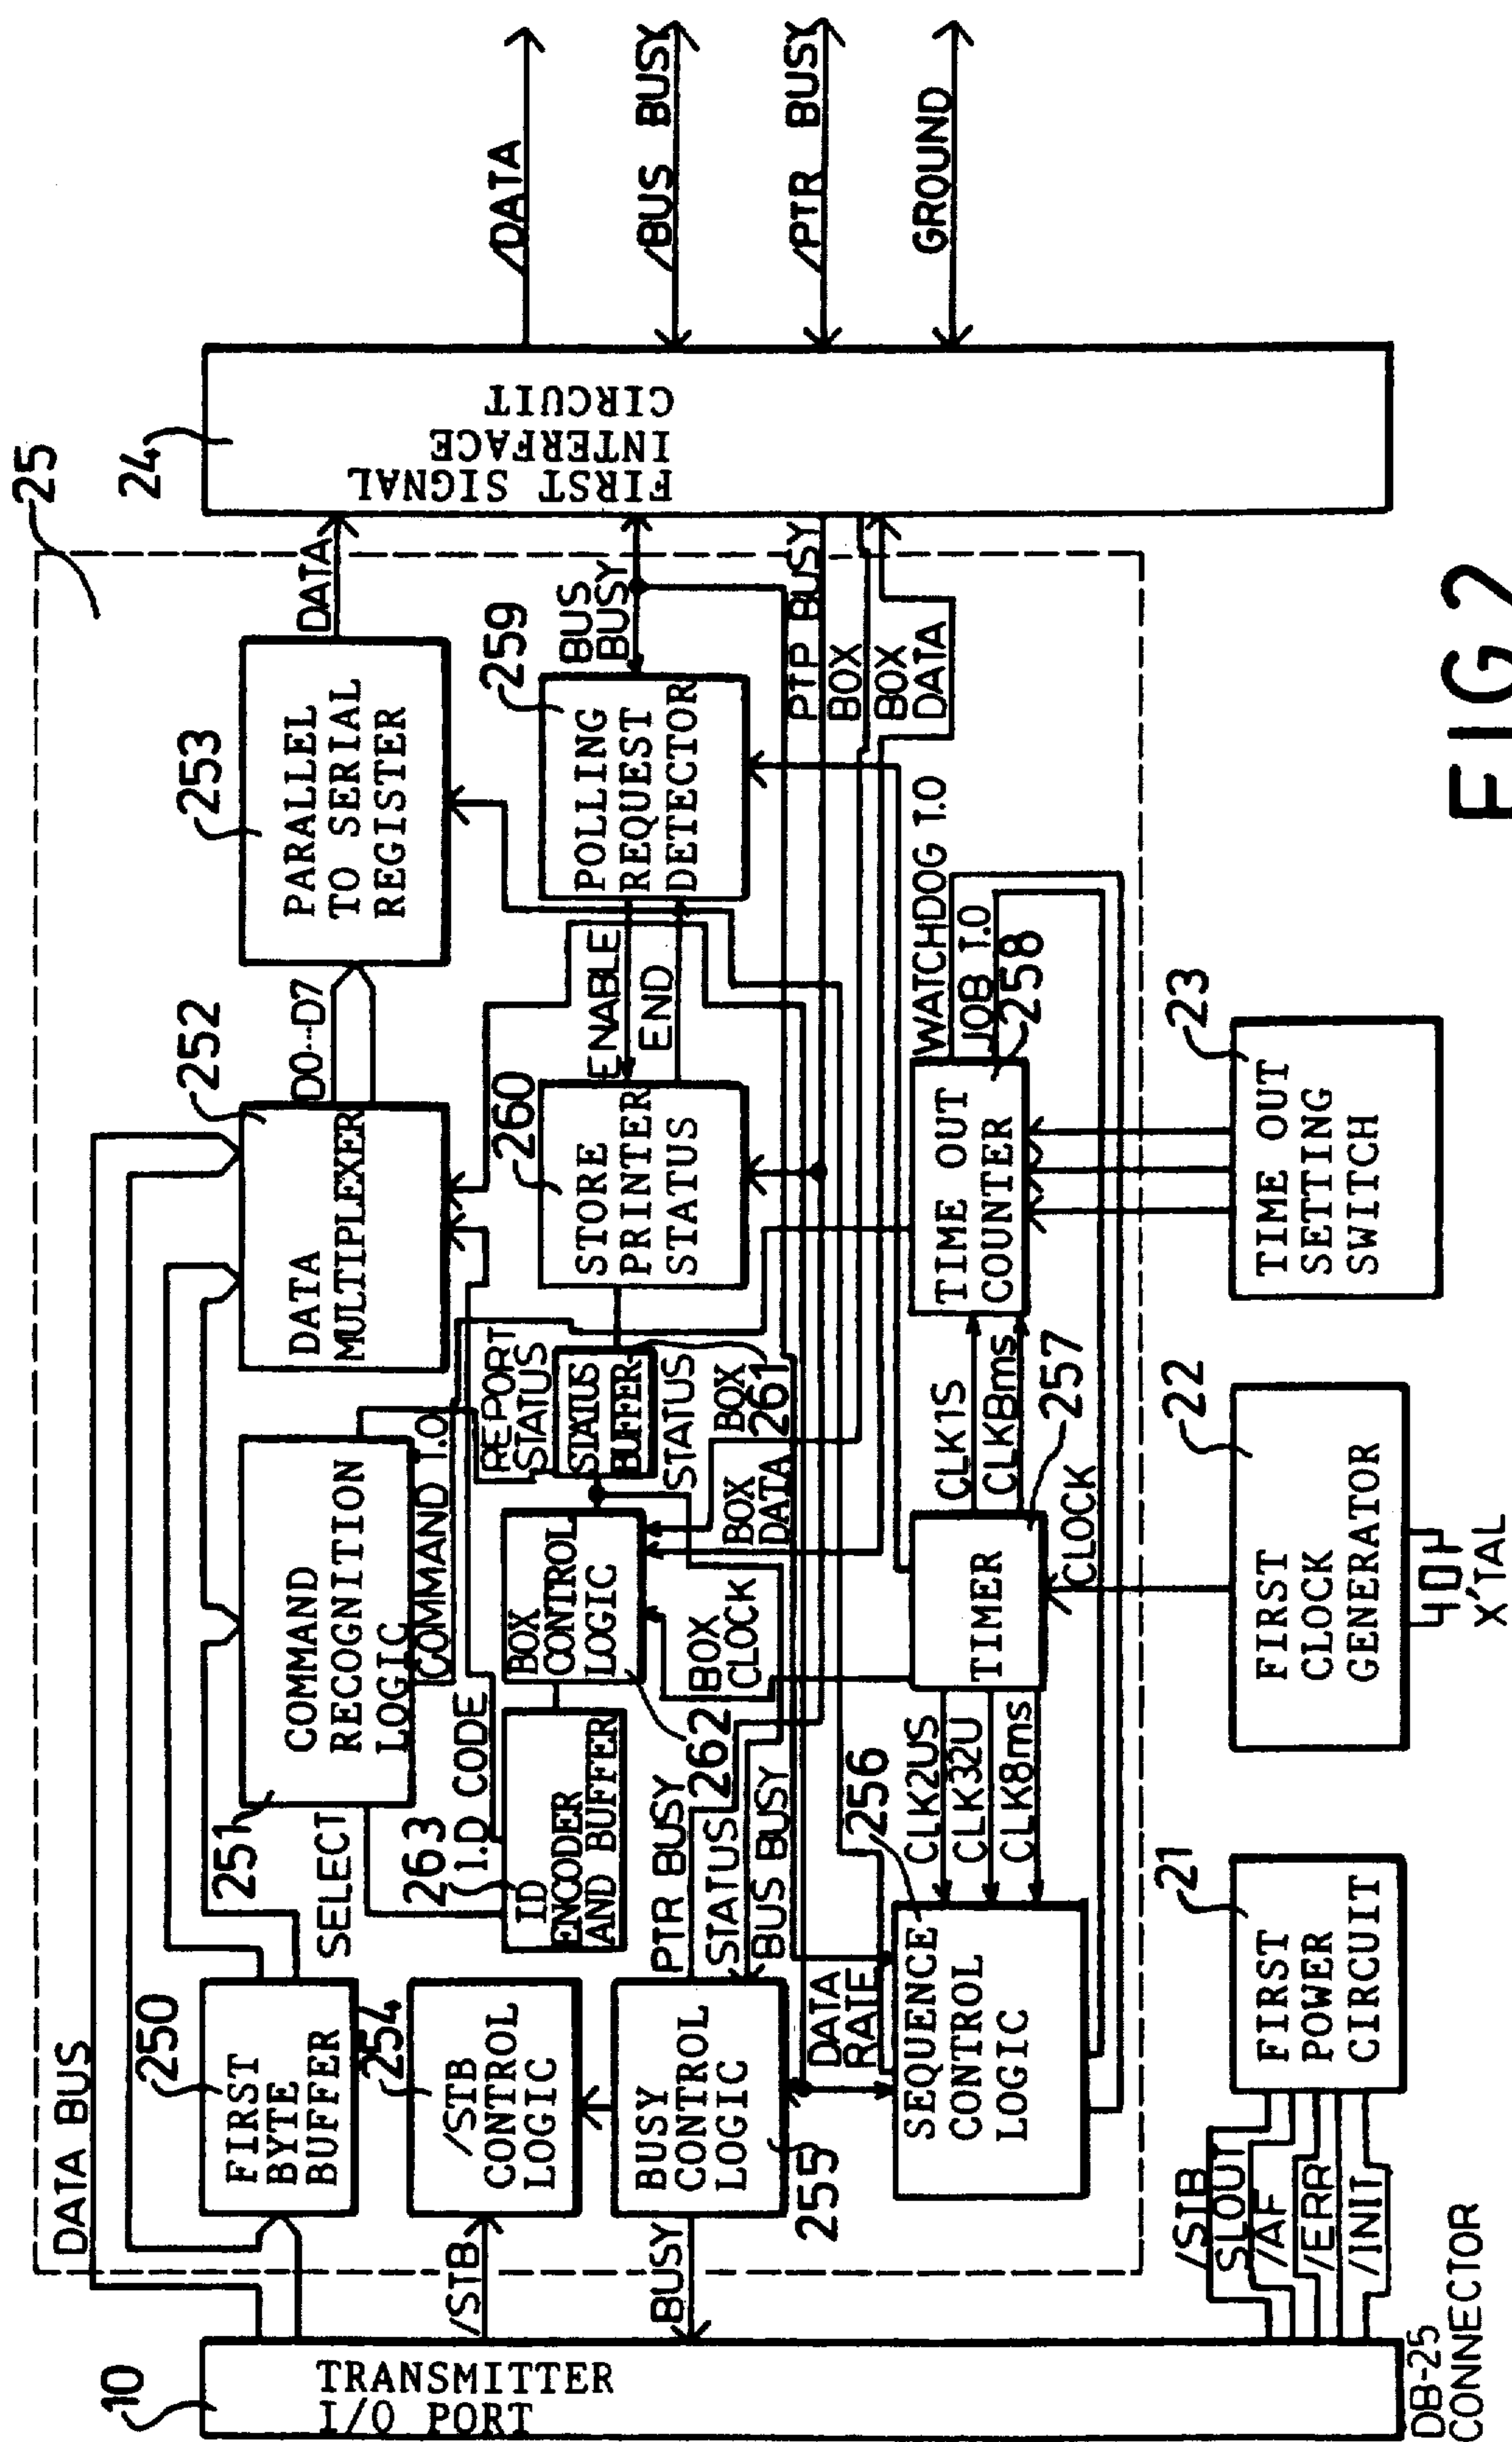 25
10
TRANSMITTER
I/O PORT
DB-25
CONNECTOR
DATA BUS
/STB
BUSY
250
FIRST
BYTE
BUFFER
254
/STB
CONTROL
LOGIC
BUSY
CONTROL
LOGIC
255
251
COMMAND
RECOGNITION
LOGIC
SELECT
COMMAND T.O
263
I.D CODE
ID
ENCODER
AND BUFFER
BOX
CONTROL
LOGIC
262
REPORT
STATUS
STATUS
BUFFER
261
STATUS
BOX
BOX
DATA
BOX
CLOCK
PTR BUSY
STATUS
BUS BUSY
252
DATA
MULTIPLEXER
D0---D7
253
PARALLEL
TO SERIAL
REGISTER
DATA
260
STORE
PRINTER
STATUS
ENABLE
END
259
POLLING
REQUEST
DETECTOR
BUS
BUSY
PTP BUSY
BOX
BOX
DATA
24
FIRST SIGNAL
INTERFACE
CIRCUIT
/DATA
/BUS BUSY
/PTR BUSY
GROUND
256
DATA
RATE
SEQUENCE
CONTROL
LOGIC
CLK2US
CLK32U
CLK8ms
TIMER
257
CLK1S
CLK8ms
CLOCK
TIME OUT
COUNTER
258
WATCHDOG T.O
JOB T.O
/STB
SLOUT
/AF
/ERR
/INIT
21
FIRST
POWER
CIRCUIT
22
FIRST
CLOCK
GENERATOR
X'TAL
23
TIME OUT
SETTING
SWITCH
FIG2